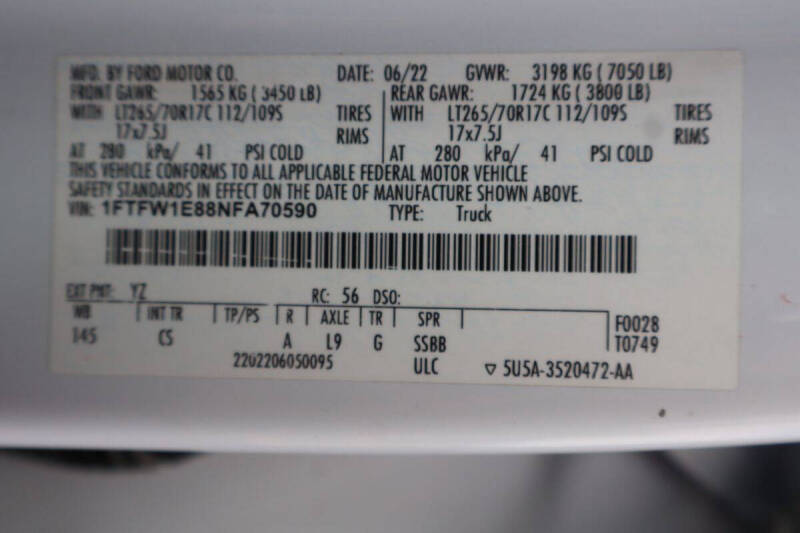 MFD. BY FORD MOTOR CO. DATE: 06/22 GVWR: 3198 KG ( 7050 LB)
FRONT GAWR: 1565 KG ( 3450 LB) REAR GAWR: 1724 KG ( 3800 LB)
WITH LT265/70R17C 112/109S TIRES WITH LT265/70R17C 112/109S TIRES
17x7.5J RIMS 17x7.5J RIMS
AT 280 kPa/ 41 PSI COLD AT 280 kPa/ 41 PSI COLD
THIS VEHICLE CONFORMS TO ALL APPLICABLE FEDERAL MOTOR VEHICLE
SAFETY STANDARDS IN EFFECT ON THE DATE OF MANUFACTURE SHOWN ABOVE.
VIN: 1FTFW1E88NFA70590 TYPE: Truck
EXT PNT: YZ RC: 56 DSO:
WB INT TR TP/PS R AXLE TR SPR F0028
145 CS A L9 G SSBB T0749
2202206050095 ULC ▽ 5U5A-3520472-AA